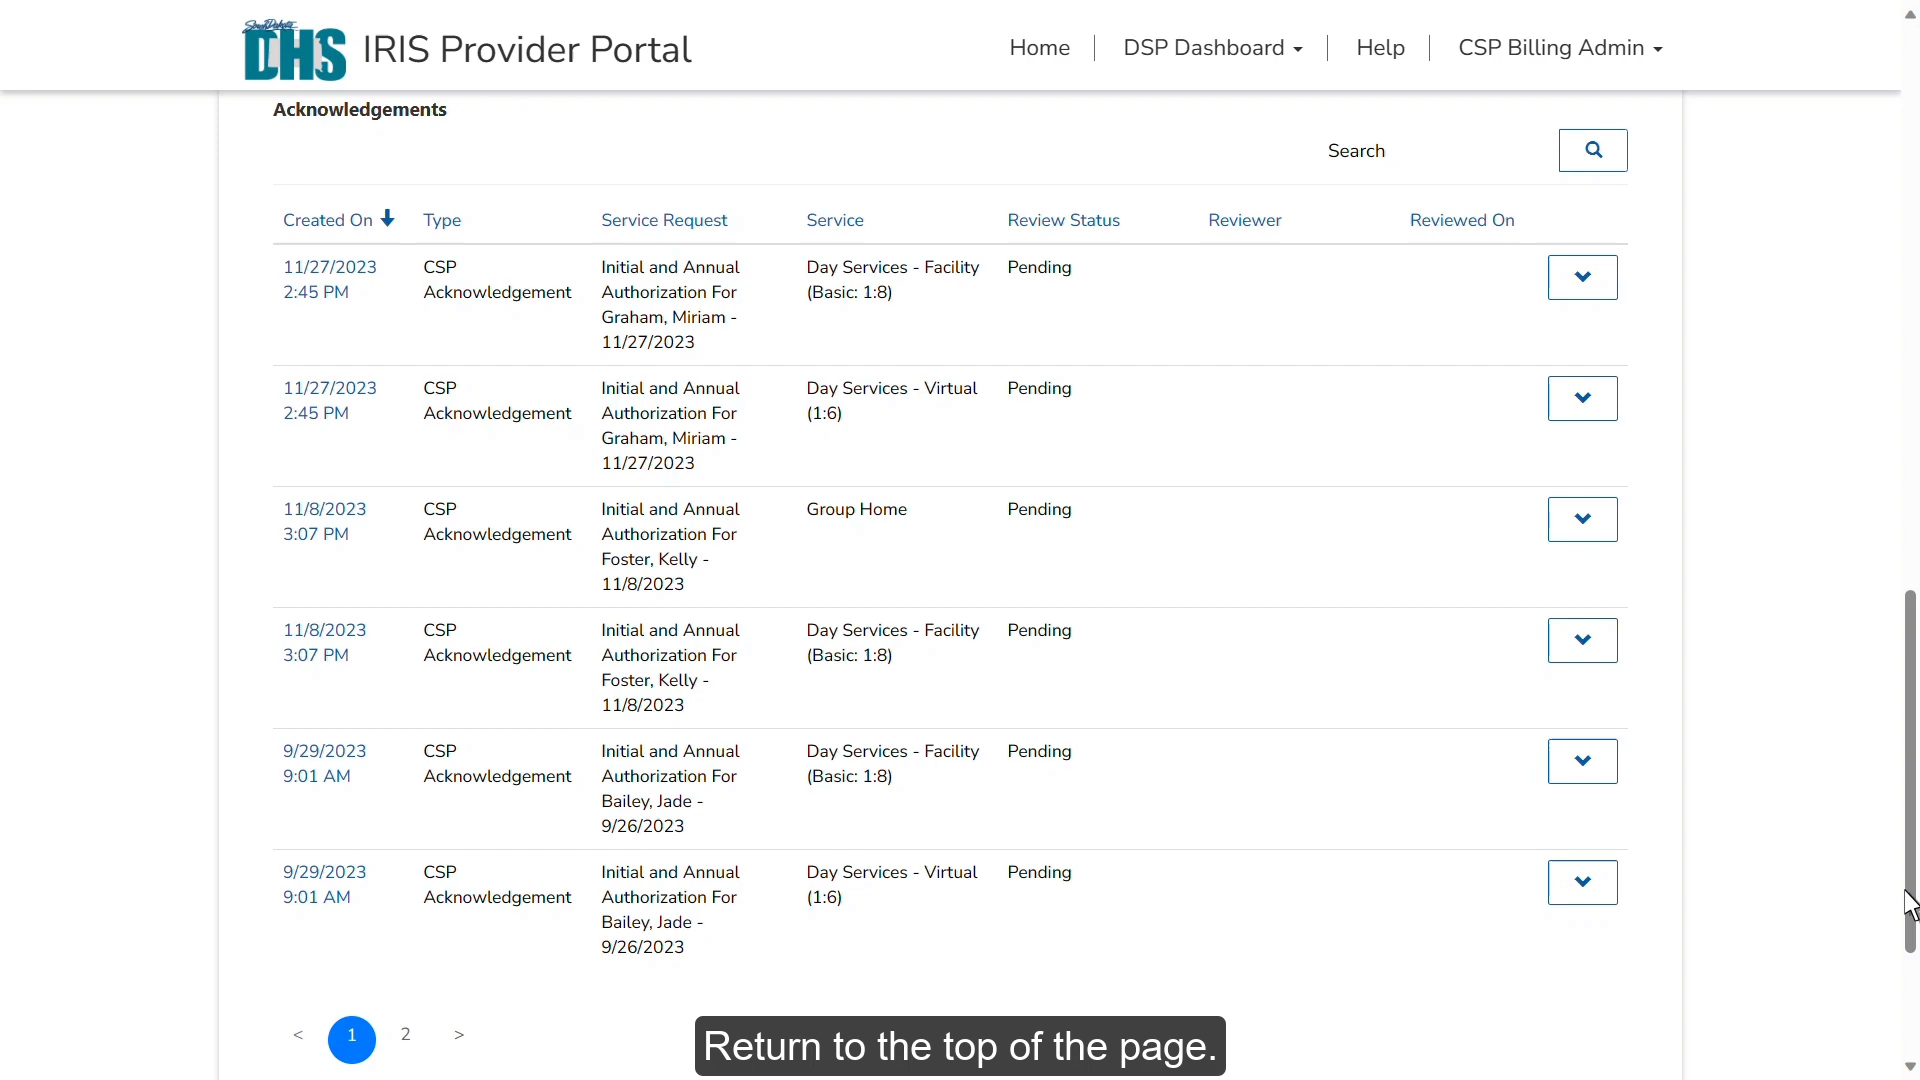 South Dakota
DHS IRIS Provider Portal
Home
DSP Dashboard
Help
CSP Billing Admin
Acknowledgements
Search
Created On Type Service Request Service Review Status Reviewer Reviewed On
11/27/2023 CSP Initial and Annual Day Services - Facility Pending
2:45 PM Acknowledgement Authorization For (Basic: 1:8)
Graham, Miriam -
11/27/2023
11/27/2023 CSP Initial and Annual Day Services - Virtual Pending
2:45 PM Acknowledgement Authorization For (1:6)
Graham, Miriam -
11/27/2023
11/8/2023 CSP Initial and Annual Group Home Pending
3:07 PM Acknowledgement Authorization For
Foster, Kelly -
11/8/2023
11/8/2023 CSP Initial and Annual Day Services - Facility Pending
3:07 PM Acknowledgement Authorization For (Basic: 1:8)
Foster, Kelly -
11/8/2023
9/29/2023 CSP Initial and Annual Day Services - Facility Pending
9:01 AM Acknowledgement Authorization For (Basic: 1:8)
Bailey, Jade -
9/26/2023
9/29/2023 CSP Initial and Annual Day Services - Virtual Pending
9:01 AM Acknowledgement Authorization For (1:6)
Bailey, Jade -
9/26/2023
< 1 2 >
Return to the top of the page.